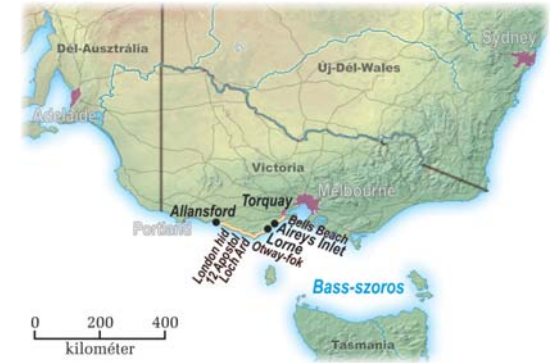 Sydney
Dél-Ausztrália
Új-Dél-Wales
Adelaide
Victoria
Melbourne
Torquay
Allansford
Portland
Bells Beach
Aireys Inlet
Lorne
Otway-fok
London híd
12 Apostol
Loch Ard
Bass-szoros
0 200 400
kilométer
Tasmania